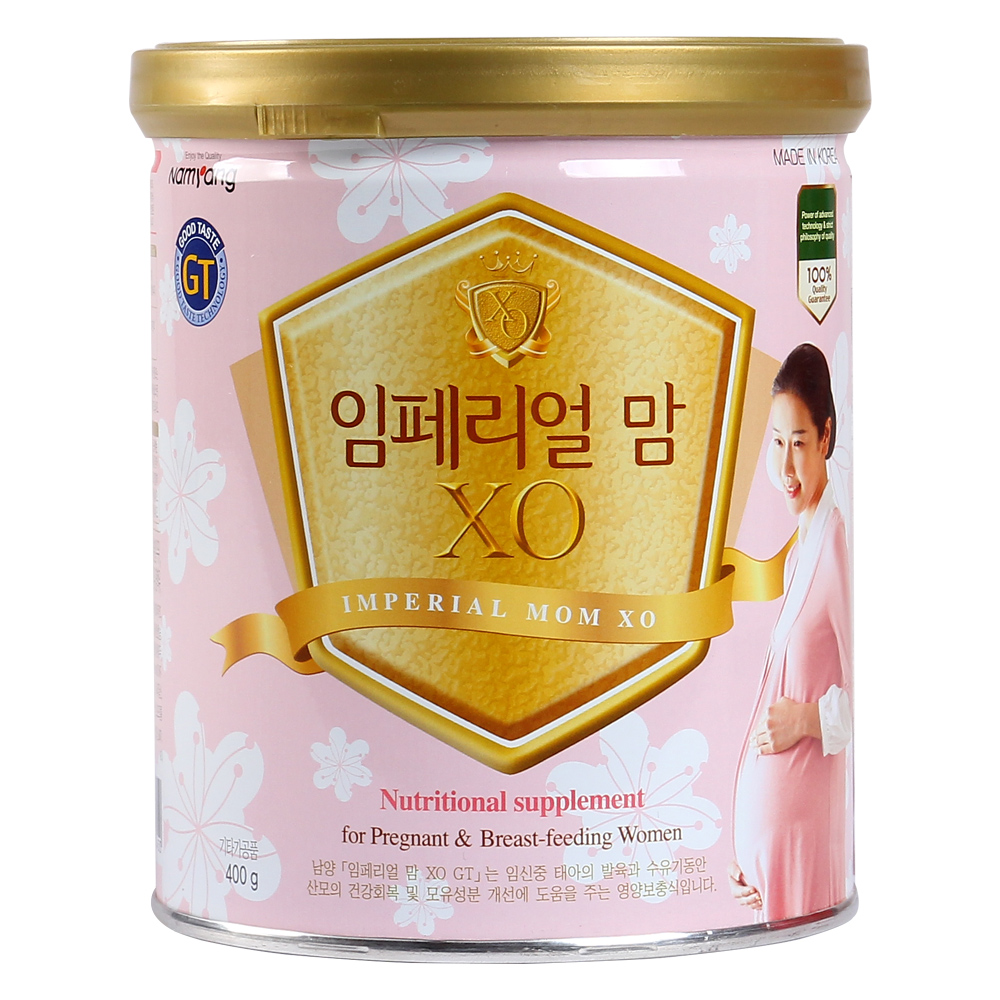 Enjoy the Quality
Namyang
MADE IN KOREA
GOOD TASTE
GT
GOOD TASTE TECHNOLOGY
Power of advanced
technology & strict
philosophy of quality
100%
Quality
Guarantee
XO
임페리얼 맘
XO
IMPERIAL MOM XO
Nutritional supplement
for Pregnant & Breast-feeding Women
기타가공품
400 g
남양「임페리얼 맘 XO GT」는 임신중 태아의 발육과 수유기동안
산모의 건강회복 및 모유성분 개선에 도움을 주는 영양보충식입니다.